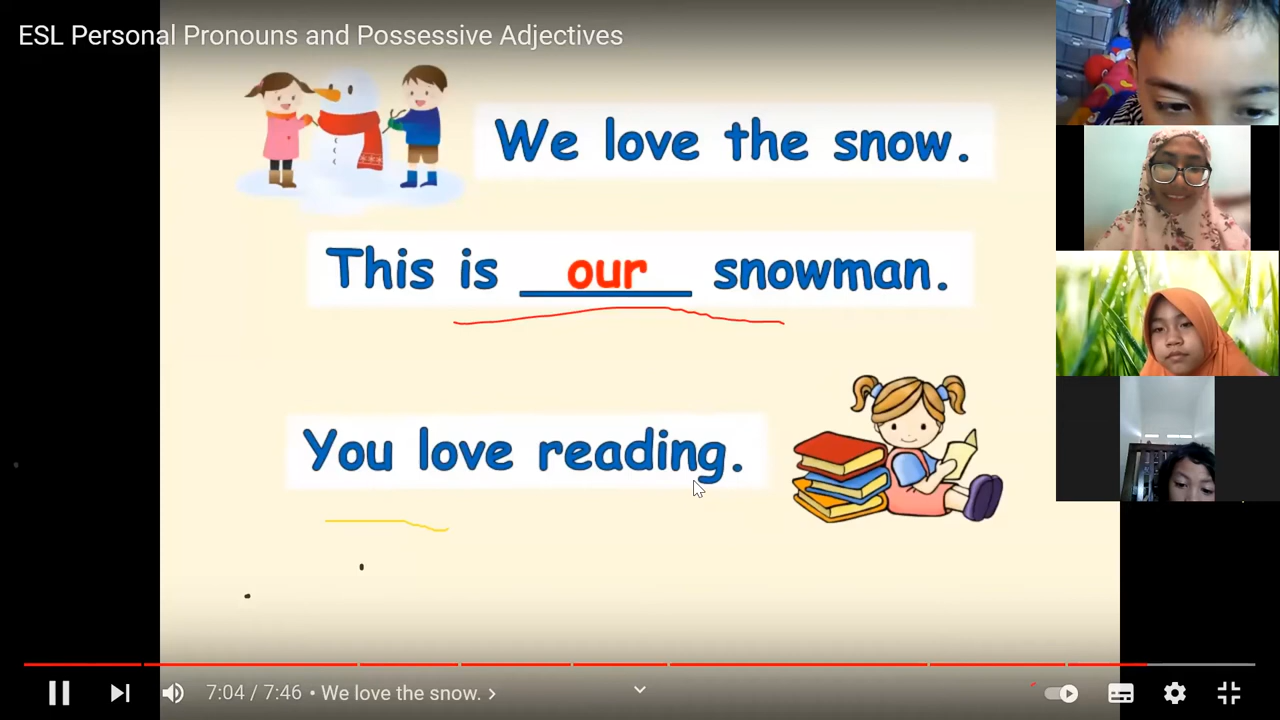 ESL Personal Pronouns and Possessive Adjectives
We love the snow.
This is our snowman.
You love reading.
7:04 / 7:46 • We love the snow. >